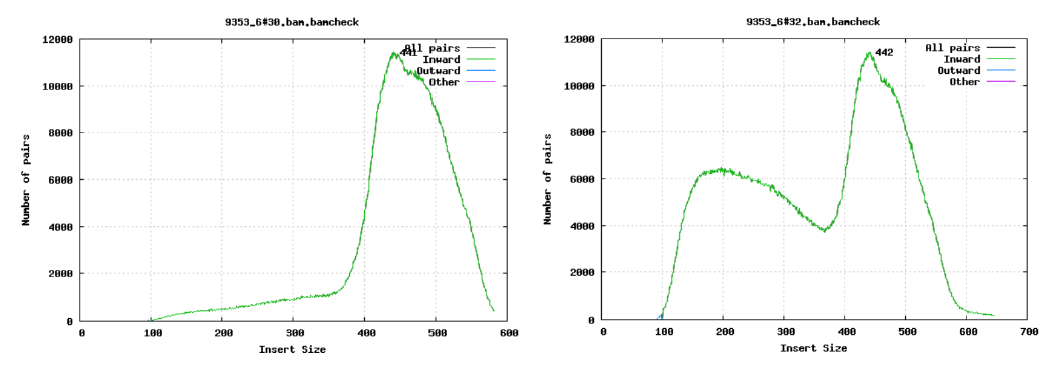 9353_6#30.bam.bamcheck
12000
10000
8000
6000
4000
2000
0
Number of pairs
441
All pairs
Inward
Outward
Other
0 100 200 300 400 500 600
Insert Size
9353_6#32.bam.bamcheck
12000
10000
8000
6000
4000
2000
0
Number of pairs
442
All pairs
Inward
Outward
Other
0 100 200 300 400 500 600 700
Insert Size